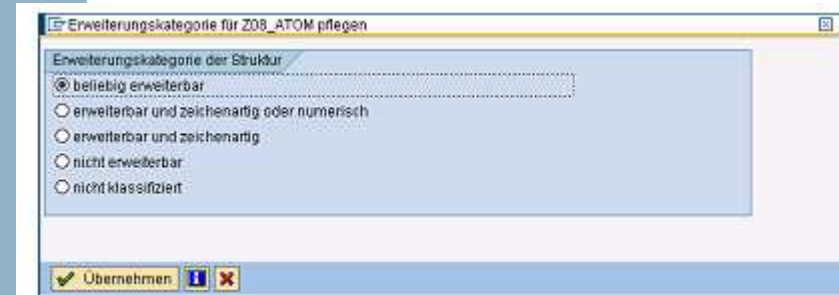 Erweiterungskategorie für Z08_ATOM pflegen
Erweiterungskategorie der Struktur
beliebig erweiterbar
erweiterbar und zeichenartig oder numerisch
erweiterbar und zeichenartig
nicht erweiterbar
nicht klassifiziert
Übernehmen